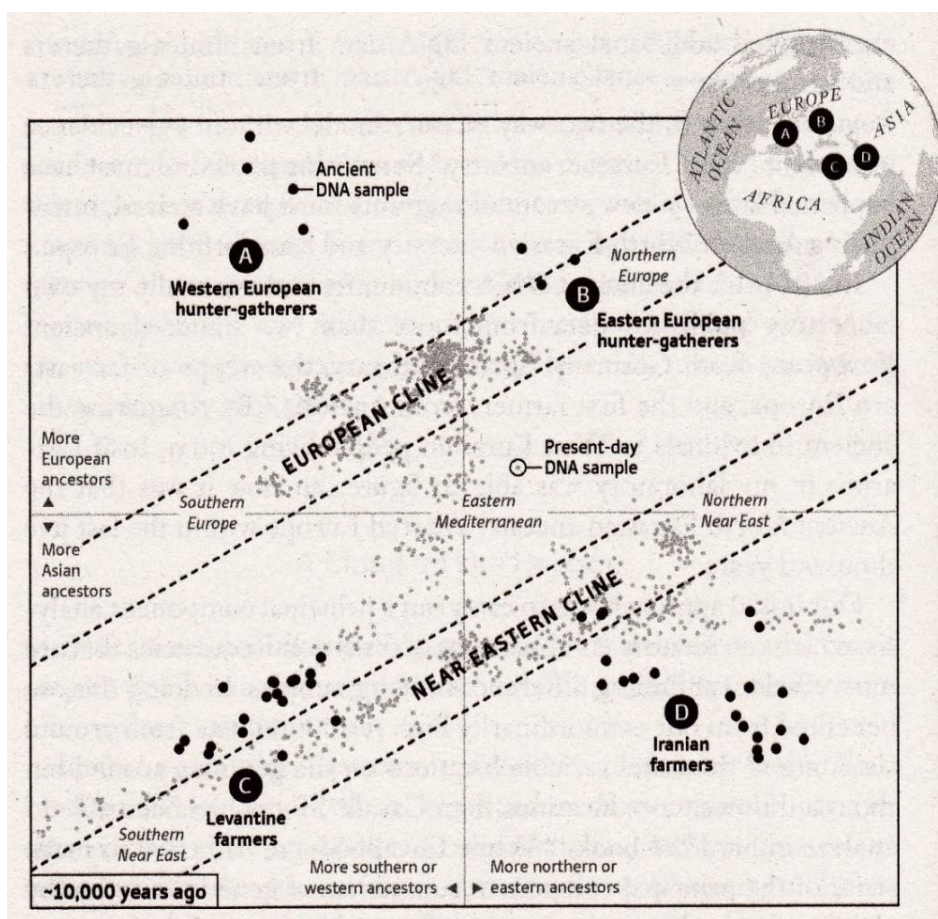 ATLANTIC
OCEAN
EUROPE
ASIA
AFRICA
INDIAN
OCEAN
A
B
C
D
Ancient
DNA sample
A
Western European
hunter-gatherers
Northern
Europe
B
Eastern European
hunter-gatherers
EUROPEAN CLINE
More
European
ancestors
▲
Present-day
DNA sample
Southern
Europe
Eastern
Mediterranean
Northern
Near East
More
Asian
ancestors
NEAR EASTERN CLINE
D
Iranian
farmers
C
Levantine
farmers
Southern
Near East
More southern or
western ancestors ◄
More northern or
► eastern ancestors
~10,000 years ago